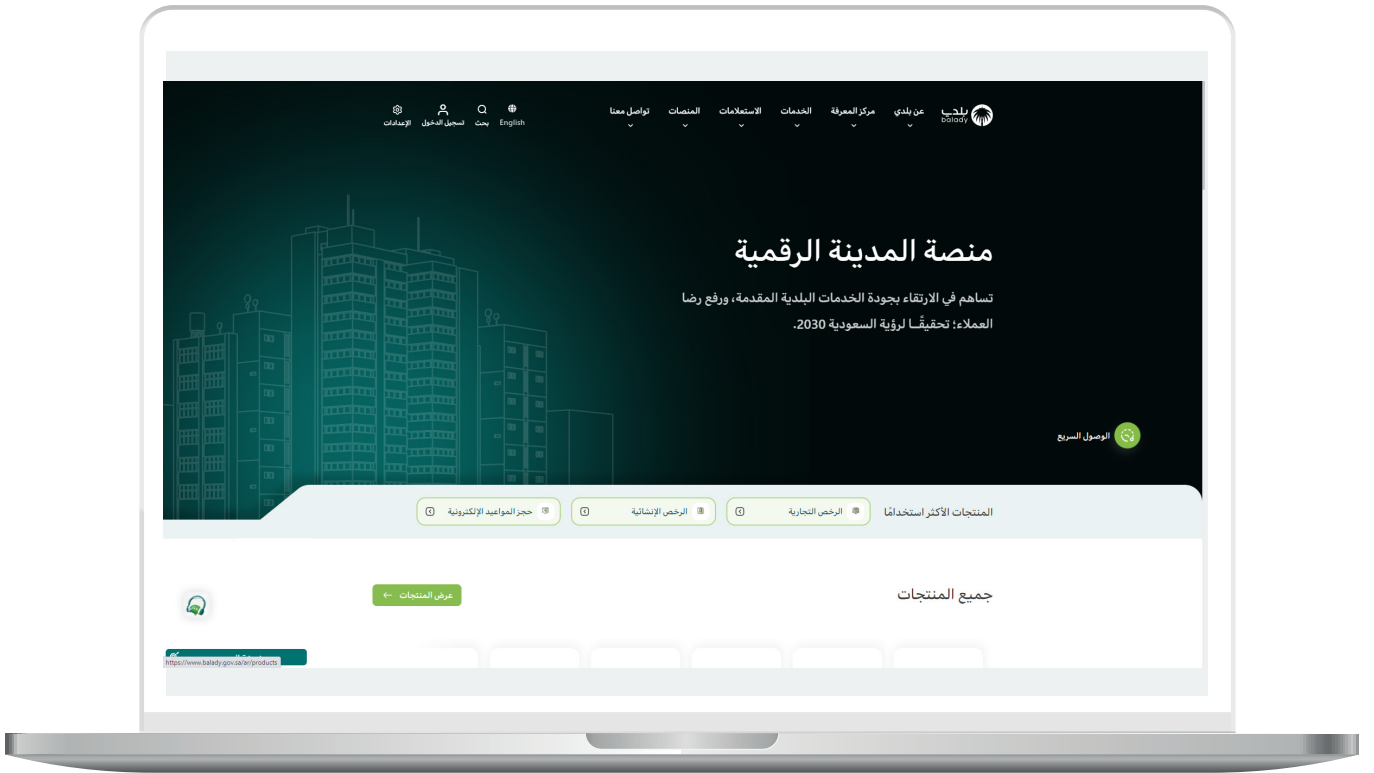 بلدي
balady
عن بلدي
مركز المعرفة
الخدمات
الاستعلامات
المنصات
تواصل معنا
English
بحث
تسجيل الدخول
الإعدادات
منصة المدينة الرقمية
تساهم في الارتقاء بجودة الخدمات البلدية المقدمة، ورفع رضا
العملاء؛ تحقيقًــا لرؤية السعودية 2030.
الوصول السريع
المنتجات الأكثر استخدامًا
الرخص التجارية
الرخص الإنشائية
حجز المواعيد الإلكترونية
جميع المنتجات
عرض المنتجات ←
https://www.balady.gov.sa/ar/products